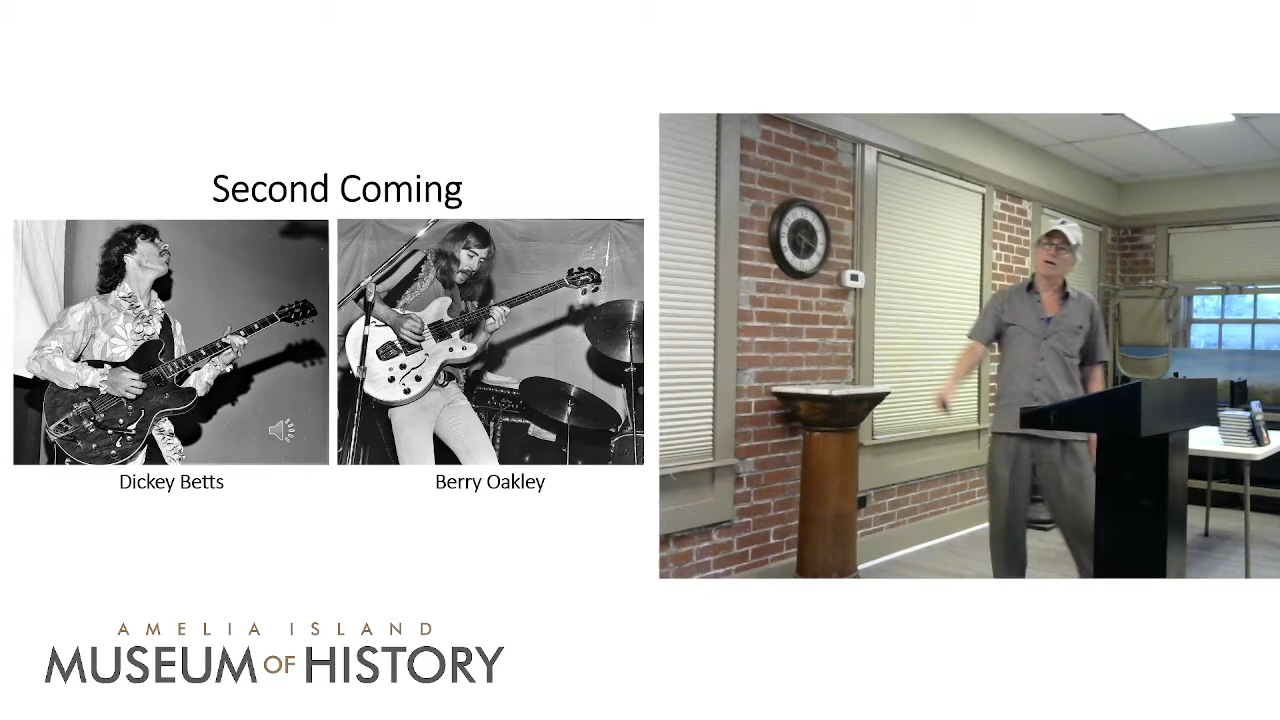 Second Coming
Dickey Betts
Berry Oakley
AMELIA ISLAND
MUSEUM OF HISTORY